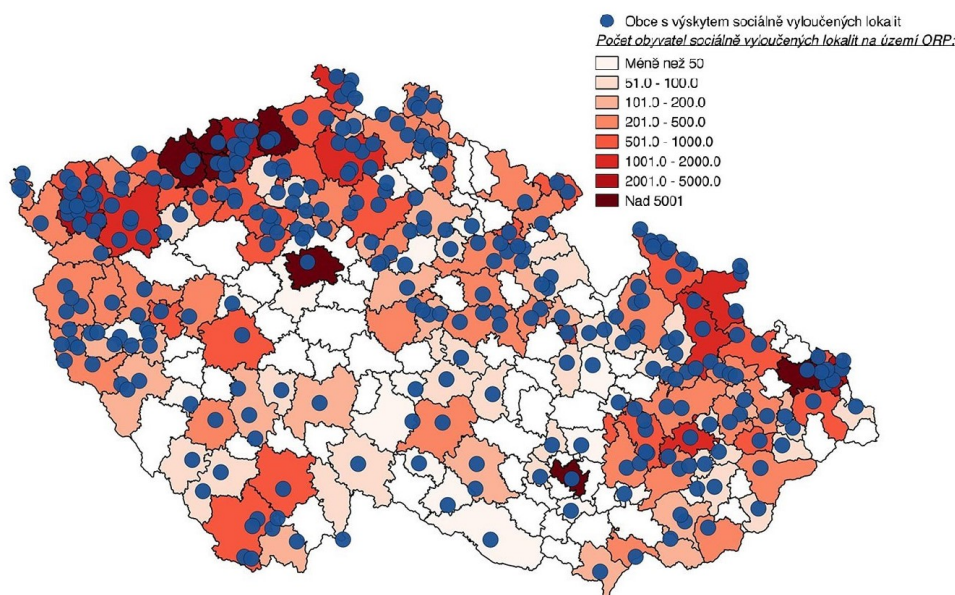 Obce s výskytem sociálně vyloučených lokalit
Počet obyvatel sociálně vyloučených lokalit na území ORP:
Méně než 50
51.0 - 100.0
101.0 - 200.0
201.0 - 500.0
501.0 - 1000.0
1001.0 - 2000.0
2001.0 - 5000.0
Nad 5001